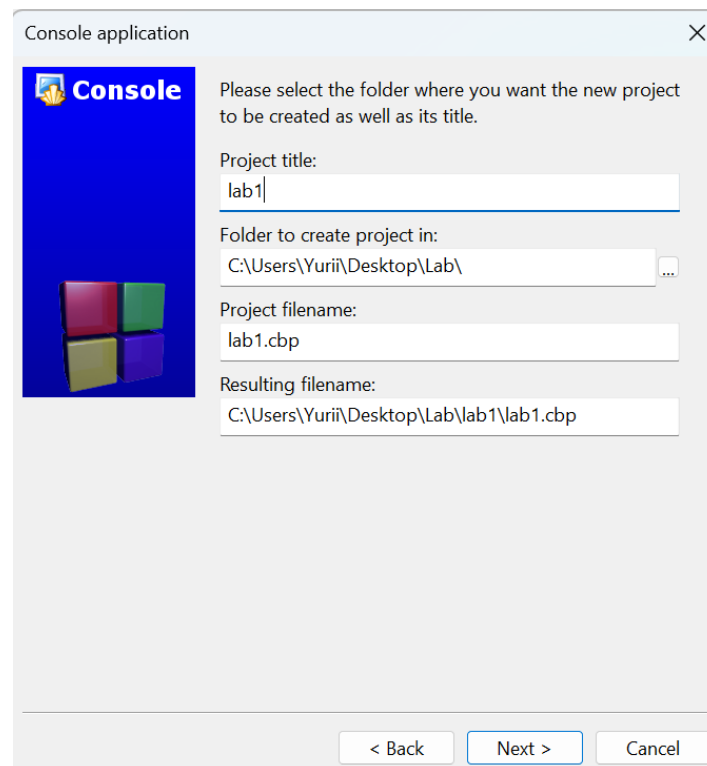 Console application
Console
Please select the folder where you want the new project
to be created as well as its title.
Project title:
lab1
Folder to create project in:
C:\Users\Yurii\Desktop\Lab\
...
Project filename:
lab1.cbp
Resulting filename:
C:\Users\Yurii\Desktop\Lab\lab1\lab1.cbp
< Back Next > Cancel